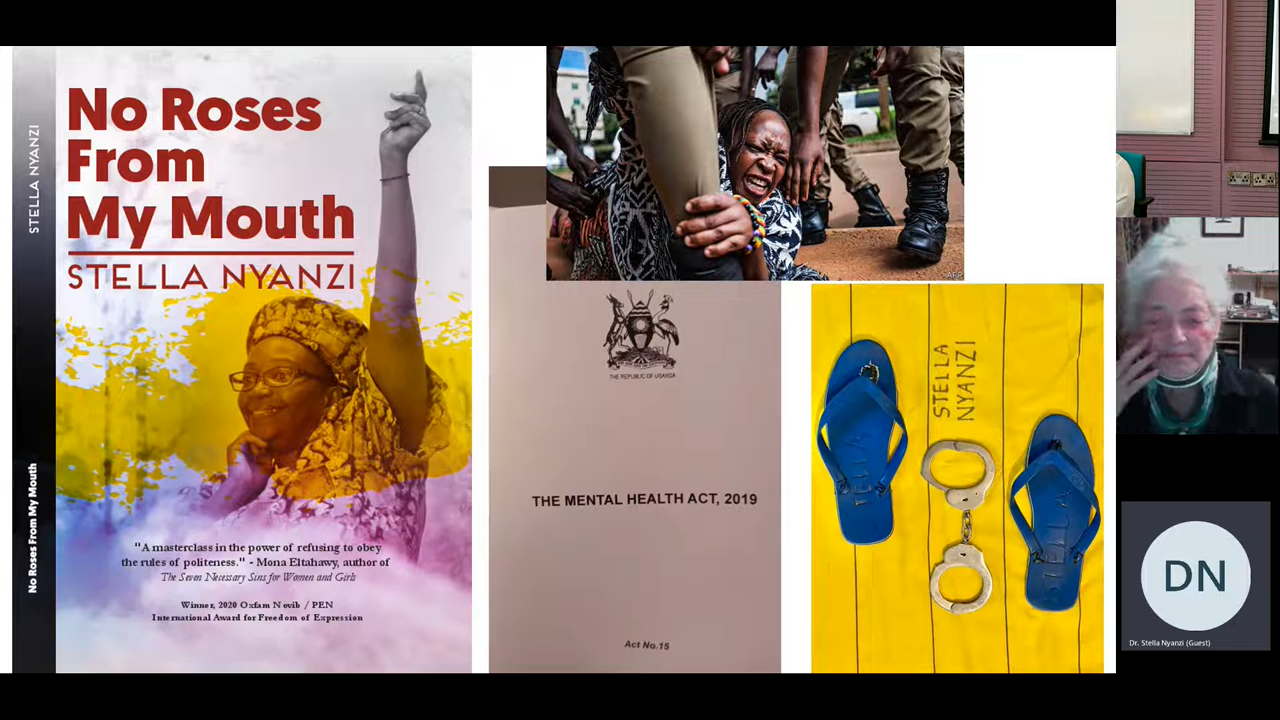 STELLA NYANZI
No Roses From My Mouth
No Roses
From
My Mouth
STELLA NYANZI
"A masterclass in the power of refusing to obey
the rules of politeness." - Mona Eltahawy, author of
The Seven Necessary Sins for Women and Girls
Winner, 2020 Oxfam Novib / PEN
International Award for Freedom of Expression
AFP
THE REPUBLIC OF UGANDA
THE MENTAL HEALTH ACT, 2019
Act No.15
STELLA
NYANZI
DN
Dr. Stella Nyanzi (Guest)